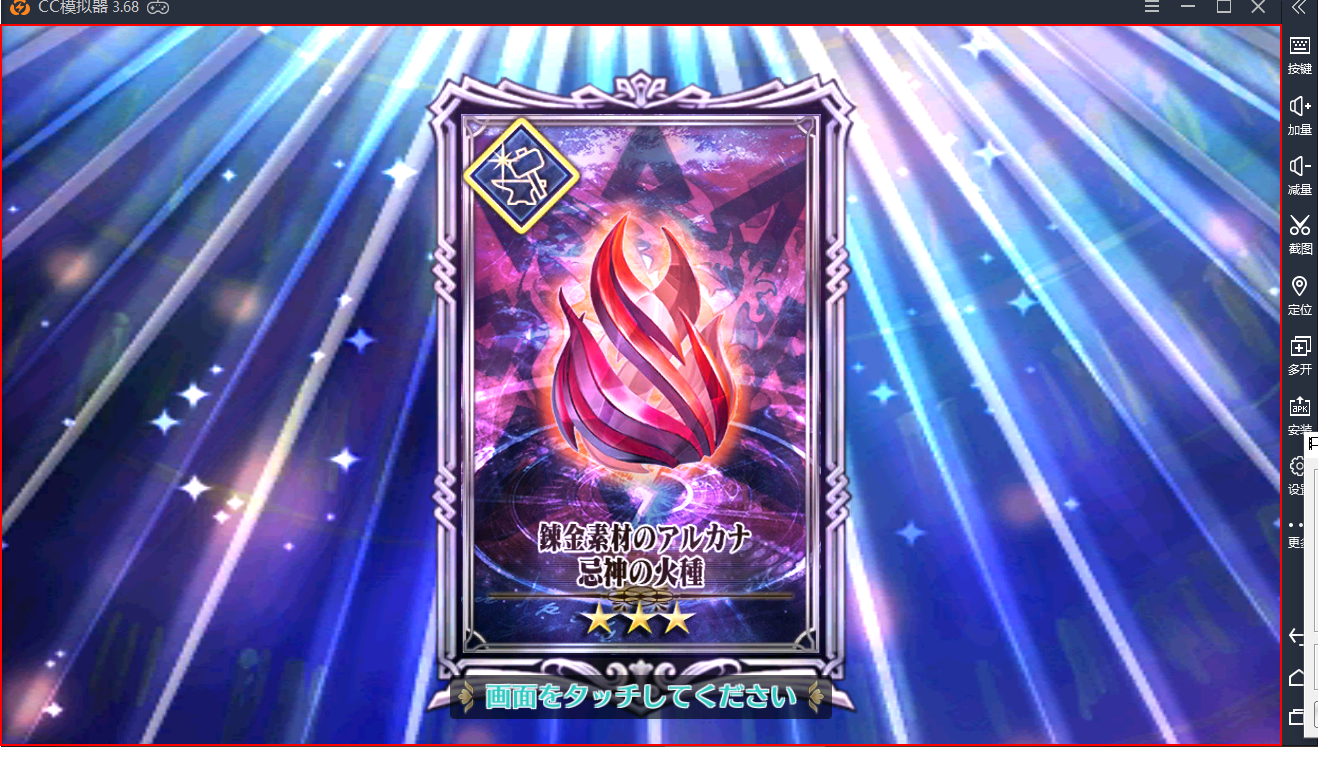 CC模拟器 3.68
按键
加量
减量
截图
定位
多开
APK
安装
錬金素材のアルカナ
忌神の火種
画面をタッチしてください